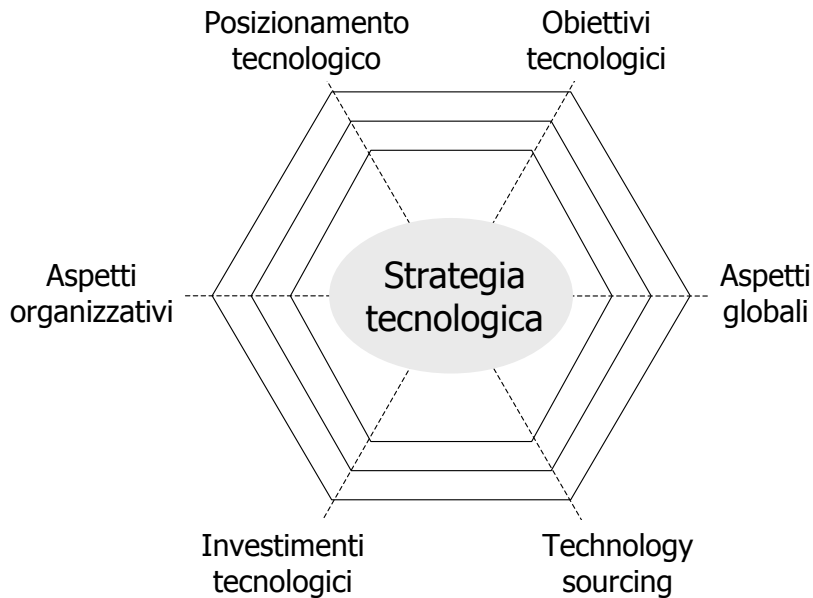 Posizionamento
tecnologico
Obiettivi
tecnologici
Aspetti
organizzativi
Strategia
tecnologica
Aspetti
globali
Investimenti
tecnologici
Technology
sourcing